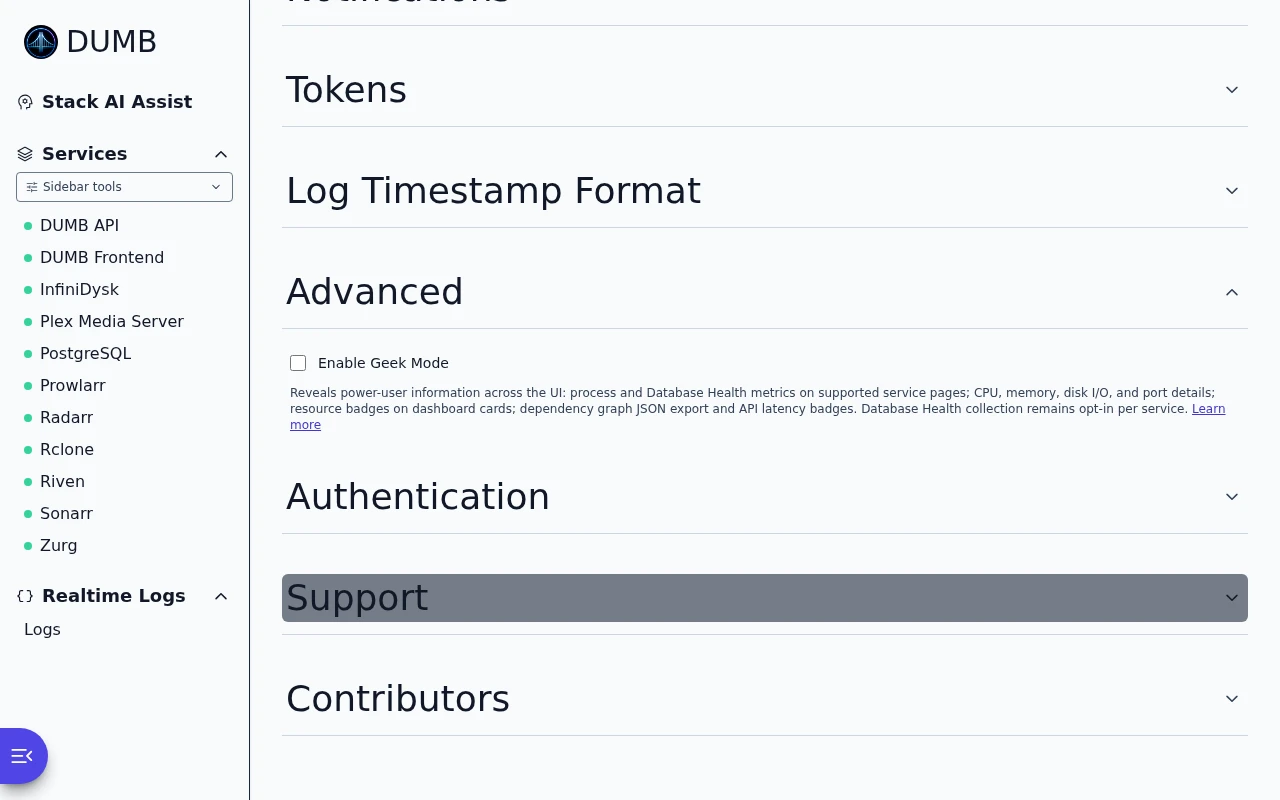 DUMB
Stack AI Assist
Services
Sidebar tools
DUMB API
DUMB Frontend
InfiniDysk
Plex Media Server
PostgreSQL
Prowlarr
Radarr
Rclone
Riven
Sonarr
Zurg
Realtime Logs
Logs
Notifications
Tokens
Log Timestamp Format
Advanced
Enable Geek Mode
Reveals power-user information across the UI: process and Database Health metrics on supported service pages; CPU, memory, disk I/O, and port details;
resource badges on dashboard cards; dependency graph JSON export and API latency badges. Database Health collection remains opt-in per service. Learn
more
Authentication
Support
Contributors